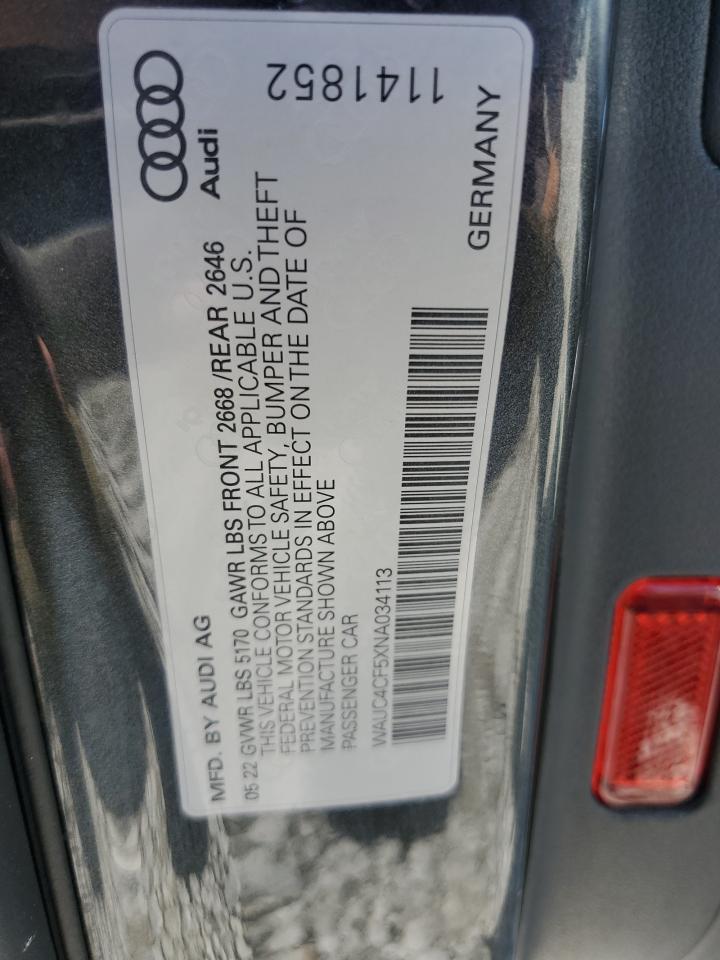 Audi
MFD. BY AUDI AG
05 22 GVWR LBS 5170 GAWR LBS FRONT 2668 /REAR 2646
THIS VEHICLE CONFORMS TO ALL APPLICABLE U.S.
FEDERAL MOTOR VEHICLE SAFETY, BUMPER AND THEFT
PREVENTION STANDARDS IN EFFECT ON THE DATE OF
MANUFACTURE SHOWN ABOVE
PASSENGER CAR
WAUC4CF5XNA034113
GERMANY
1141852